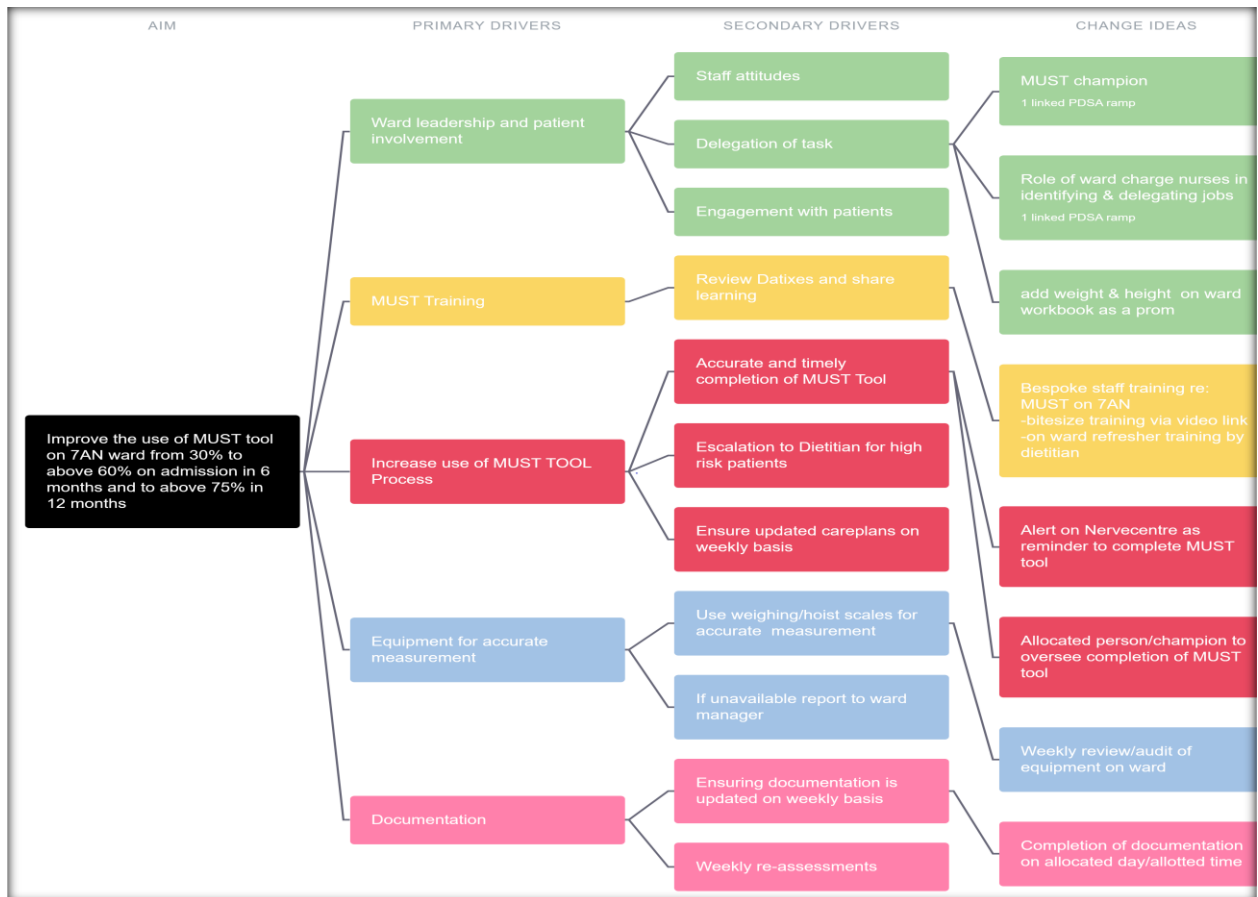 AIM
PRIMARY DRIVERS
SECONDARY DRIVERS
CHANGE IDEAS
Improve the use of MUST tool
on 7AN ward from 30% to
above 60% on admission in 6
months and to above 75% in
12 months
Ward leadership and patient
involvement
MUST Training
Increase use of MUST TOOL
Process
Equipment for accurate
measurement
Documentation
Staff attitudes
Delegation of task
Engagement with patients
Review Datixes and share
learning
Accurate and timely
completion of MUST Tool
Escalation to Dietitian for high
risk patients
Ensure updated careplans on
weekly basis
Use weighing/hoist scales for
accurate measurement
If unavailable report to ward
manager
Ensuring documentation is
updated on weekly basis
Weekly re-assessments
MUST champion
1 linked PDSA ramp
Role of ward charge nurses in
identifying & delegating jobs
1 linked PDSA ramp
add weight & height on ward
workbook as a prom
Bespoke staff training re:
MUST on 7AN
-bitesize training via video link
-on ward refresher training by
dietitian
Alert on Nervecentre as
reminder to complete MUST
tool
Allocated person/champion to
oversee completion of MUST
tool
Weekly review/audit of
equipment on ward
Completion of documentation
on allocated day/allotted time